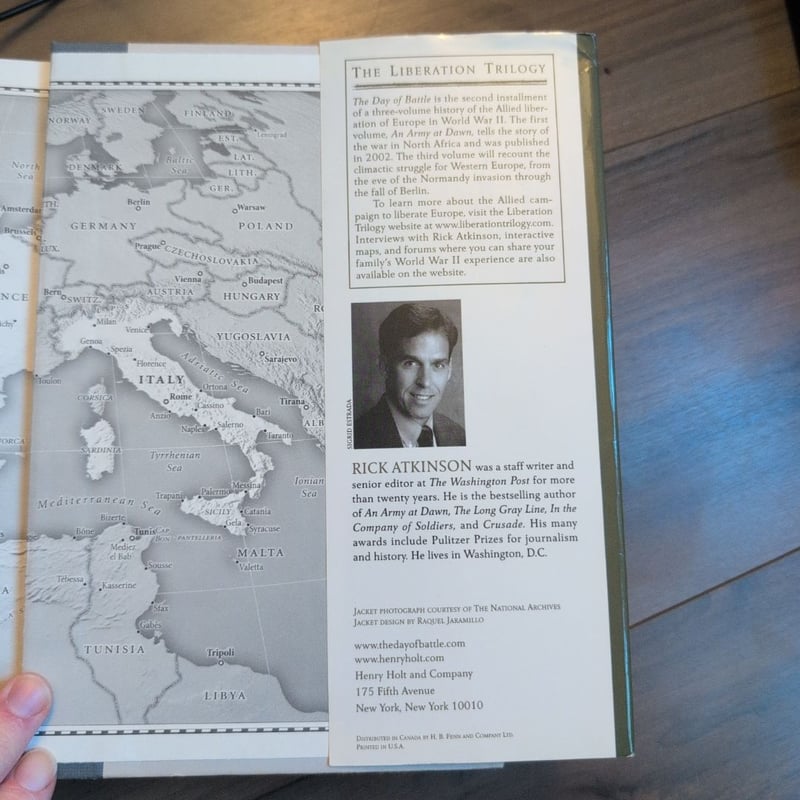 THE LIBERATION TRILOGY
The Day of Battle is the second installment
of a three-volume history of the Allied liber-
ation of Europe in World War II. The first
volume, An Army at Dawn, tells the story of
the war in North Africa and was published
in 2002. The third volume will recount the
climactic struggle for Western Europe, from
the eve of the Normandy invasion through
the fall of Berlin.
To learn more about the Allied cam-
paign to liberate Europe, visit the Liberation
Trilogy website at www.liberationtrilogy.com.
Interviews with Rick Atkinson, interactive
maps, and forums where you can share your
family's World War II experience are also
available on the website.
SIGRID ESTRADA
RICK ATKINSON was a staff writer and
senior editor at The Washington Post for more
than twenty years. He is the bestselling author
of An Army at Dawn, The Long Gray Line, In the
Company of Soldiers, and Crusade. His many
awards include Pulitzer Prizes for journalism
and history. He lives in Washington, D.C.
JACKET PHOTOGRAPH COURTESY OF THE NATIONAL ARCHIVES
JACKET DESIGN BY RAQUEL JARAMILLO
www.thedayofbattle.com
www.henryholt.com
Henry Holt and Company
175 Fifth Avenue
New York, New York 10010
DISTRIBUTED IN CANADA BY H. B. FENN AND COMPANY LTD.
PRINTED IN U.S.A.
NORWAY
SWEDEN
FINLAND
EST.
Leningrad
North
Sea
DENMARK
Baltic
Sea
LAT.
LITH.
GER.
Amsterdam
Berlin
Warsaw
Brussels
GERMANY
POLAND
LUX.
Prague
CZECHOSLOVAKIA
Vienna
Budapest
Bern
SWITZ.
AUSTRIA
HUNGARY
Milan
Venice
Genoa
YUGOSLAVIA
Spezia
Florence
Adriatic Sea
Sarajevo
Toulon
ITALY
Ortona
CORSICA
Rome
Cassino
Tirana
Anzio
Bari
Naples
Salerno
Taranto
ALB
SARDINIA
Tyrrhenian
Sea
Ionian
Sea
Mediterranean Sea
Trapani
Palermo
Messina
SICILY
Catania
Gela
Syracuse
Bizerte
Bône
Tunis
CAP
BON
PANTELLERIA
Medjez
el Bab
MALTA
Valletta
Sousse
Tébessa
Kasserine
Sfax
Gabès
TUNISIA
Tripoli
LIBYA